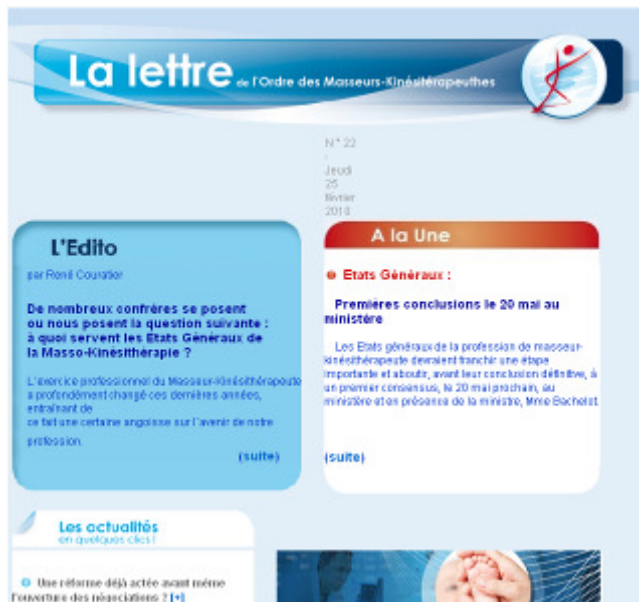 La lettre de l'Ordre des Masseurs-Kinésitérapeuthes
N° 22
-
Jeudi
25
février
2010
L'Edito
par René Couratier
De nombreux confrères se posent
ou nous posent la question suivante :
à quoi servent les Etats Généraux de
la Masso-Kinésithérapie ?
L'exercice professionnel du Masseur-Kinésithérapeute
a profondément changé ces dernières années,
entraînant de
ce fait une certaine angoisse sur l'avenir de notre
profession.
(suite)
A la Une
Etats Généraux :
Premières conclusions le 20 mai au
ministère
Les Etats généraux de la profession de masseur-
kinésithérapeute devraient franchir une étape
importante et aboutir, avant leur conclusion définitive, à
un premier consensus, le 20 mai prochain, au
ministère et en présence de la ministre, Mme Bachelot.
(suite)
Les actualités
en quelques clics !
Une réforme déjà actée avant même
l'ouverture des négociations ? [+]